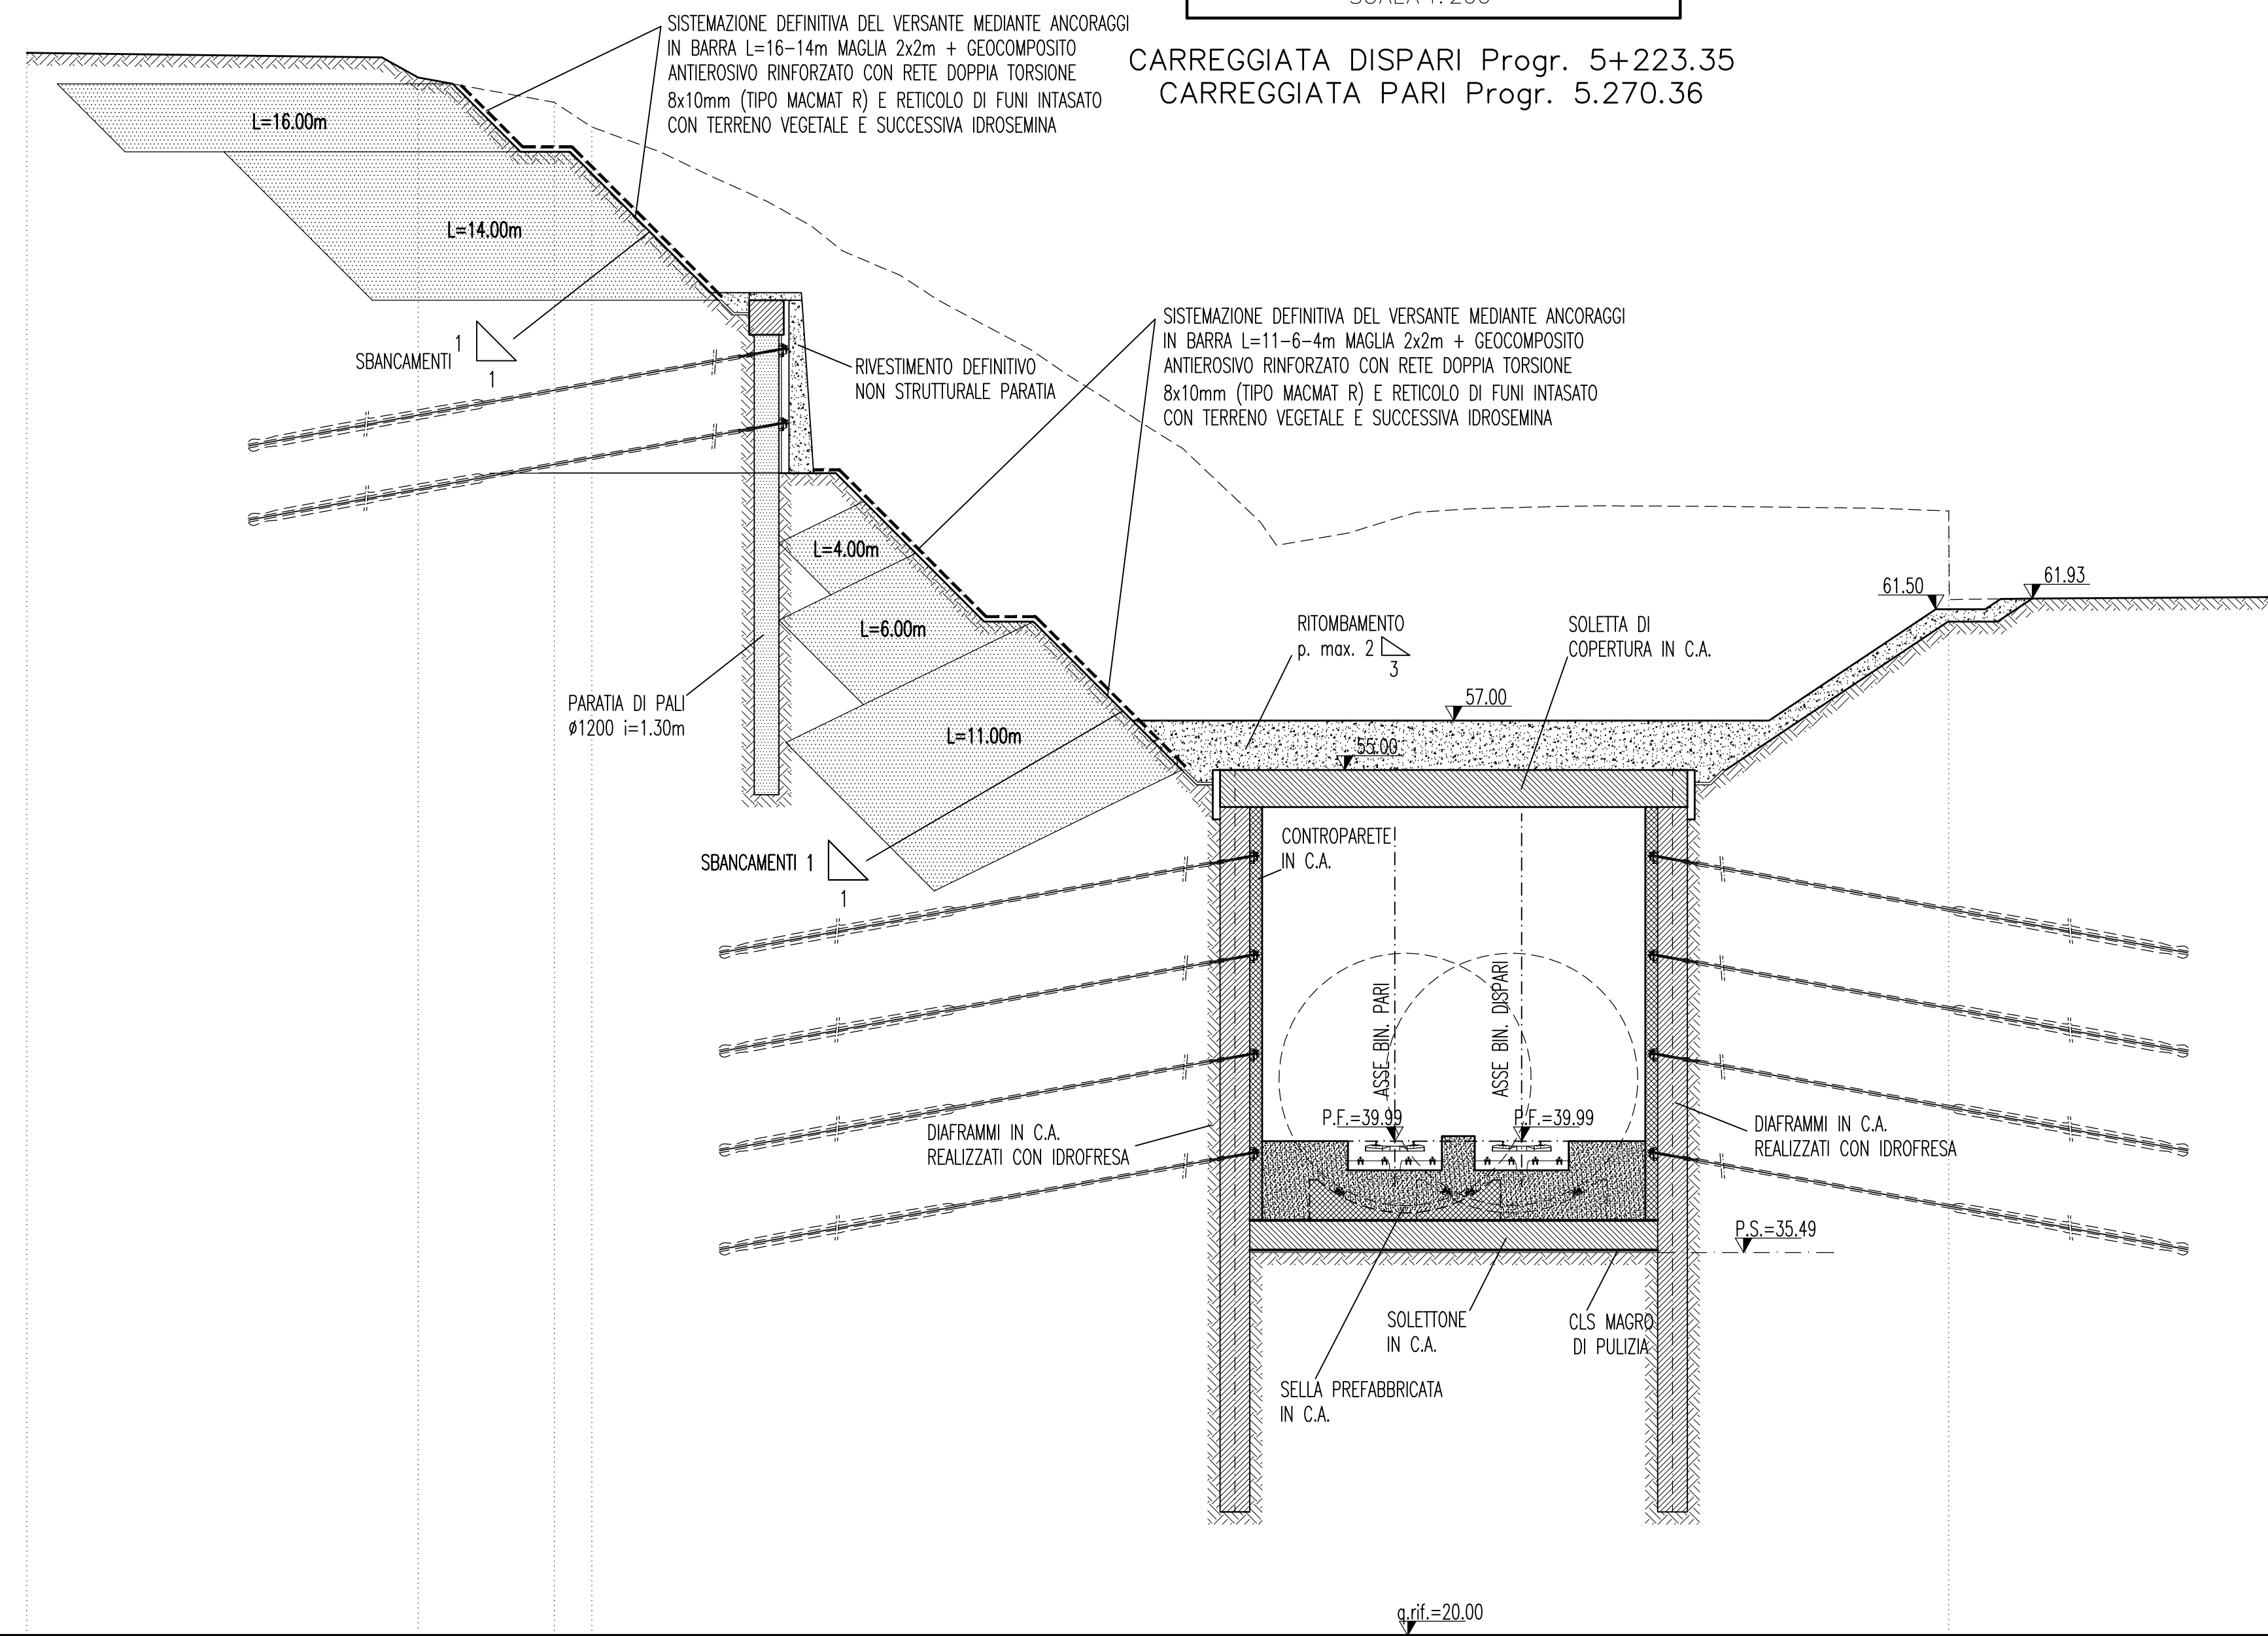 CARREGGIATA DISPARI Progr. 5+223.35
CARREGGIATA PARI Progr. 5.270.36
SISTEMAZIONE DEFINITIVA DEL VERSANTE MEDIANTE ANCORAGGI
IN BARRA L=16-14m MAGLIA 2x2m + GEOCOMPOSITO
ANTIEROSIVO RINFORZATO CON RETE DOPPIA TORSIONE
8x10mm (TIPO MACMAT R) E RETICOLO DI FUNI INTASATO
CON TERRENO VEGETALE E SUCCESSIVA IDROSEMINA
L=16.00m
L=14.00m
SBANCAMENTI
1
1
RIVESTIMENTO DEFINITIVO
NON STRUTTURALE PARATIA
SISTEMAZIONE DEFINITIVA DEL VERSANTE MEDIANTE ANCORAGGI
IN BARRA L=11-6-4m MAGLIA 2x2m + GEOCOMPOSITO
ANTIEROSIVO RINFORZATO CON RETE DOPPIA TORSIONE
8x10mm (TIPO MACMAT R) E RETICOLO DI FUNI INTASATO
CON TERRENO VEGETALE E SUCCESSIVA IDROSEMINA
L=4.00m
L=6.00m
L=11.00m
PARATIA DI PALI
ø1200 i=1.30m
SBANCAMENTI 1
1
RITOMBAMENTO
p. max. 2
3
SOLETTA DI
COPERTURA IN C.A.
61.50
61.93
57.00
55.00
CONTROPARETE
IN C.A.
ASSE BIN. PARI
ASSE BIN. DISPARI
P.F.=39.99
P.F.=39.99
DIAFRAMMI IN C.A.
REALIZZATI CON IDROFRESA
DIAFRAMMI IN C.A.
REALIZZATI CON IDROFRESA
P.S.=35.49
SOLETTONE
IN C.A.
CLS MAGRO
DI PULIZIA
SELLA PREFABBRICATA
IN C.A.
q.rif.=20.00